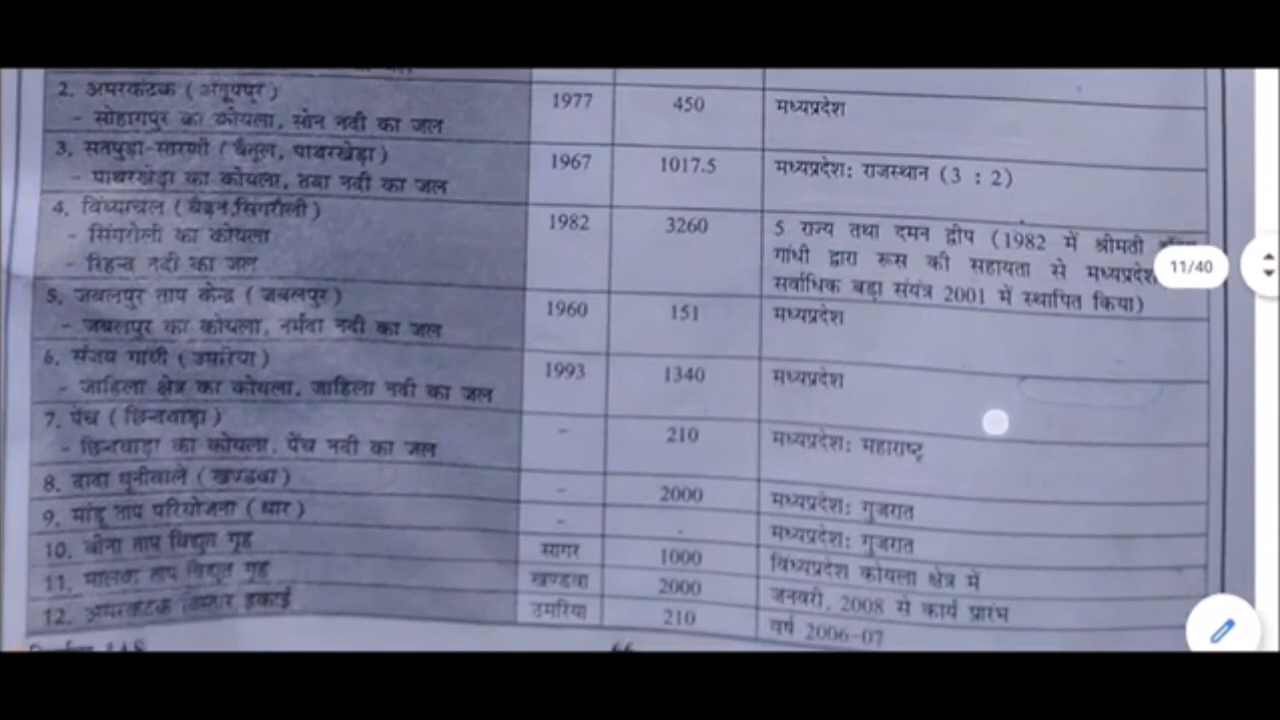 2. अमरकंटक (अनूपपुर) 1977 450 मध्यप्रदेश
- सोहागपुर का कोयला, सोन नदी का जल
3. सतपुड़ा-सारणी (बैतूल, पाथरखेड़ा) 1967 1017.5 मध्यप्रदेश: राजस्थान (3 : 2)
- पाथरखेड़ा का कोयला, तवा नदी का जल
4. विंध्याचल (बैढ़न,सिंगरौली) 1982 3260 5 राज्य तथा दमन द्वीप (1982 में श्रीमती
- सिंगरोली का कोयला गांधी द्वारा रूस की सहायता से मध्यप्रदेश
- रिहन्द नदी का जल सर्वाधिक बड़ा संयंत्र 2001 में स्थापित किया)
5. जबलपुर ताप केन्द्र (जबलपुर) 1960 151 मध्यप्रदेश
- जबलपुर का कोयला, नर्मदा नदी का जल
6. संजय गांधी (उमरिया) 1993 1340 मध्यप्रदेश
- जोहिला क्षेत्र का कोयला, जोहिला नदी का जल
7. पेंच (छिन्दवाड़ा) - 210 मध्यप्रदेश: महाराष्ट्र
- छिन्दवाड़ा का कोयला, पेंच नदी का जल
8. दादा धूनीवाले (खण्डवा) - 2000 मध्यप्रदेश: गुजरात
9. मांडू ताप परियोजना (धार) - - मध्यप्रदेश: गुजरात
10. बीना ताप विद्युत गृह सागर 1000 विंध्यप्रदेश कोयला क्षेत्र में
11. मालवा ताप विद्युत गृह खण्डवा 2000 जनवरी, 2008 से कार्य प्रारंभ
12. अमरकंटक विस्तार इकाई उमरिया 210 वर्ष 2006-07
66
11/40